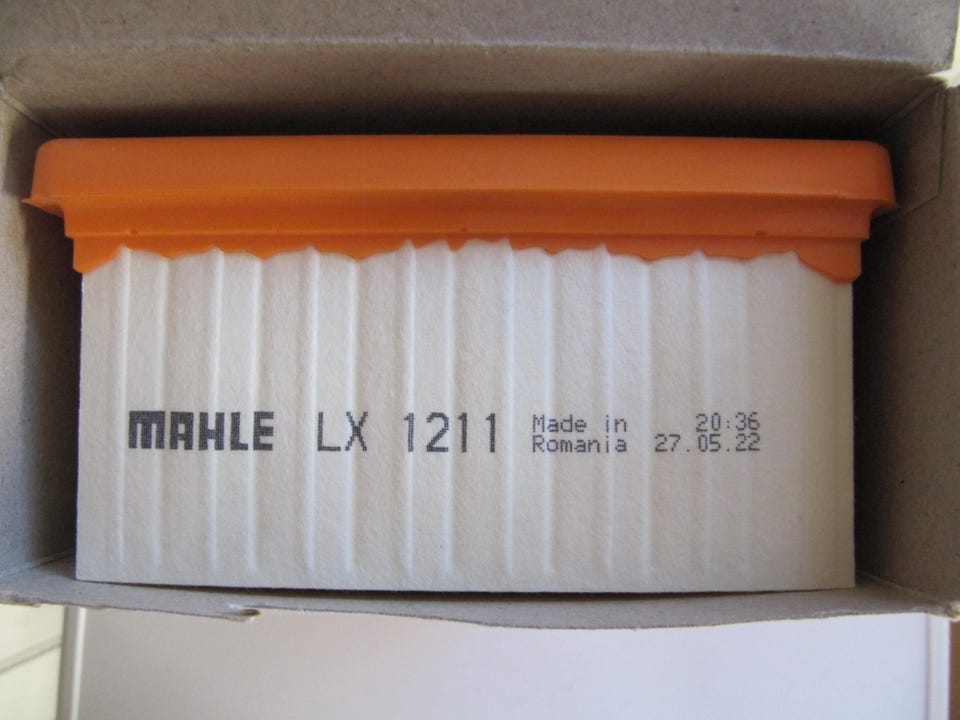 MAHLE LX 1211 Made in 20:36
Romania 27.05.22